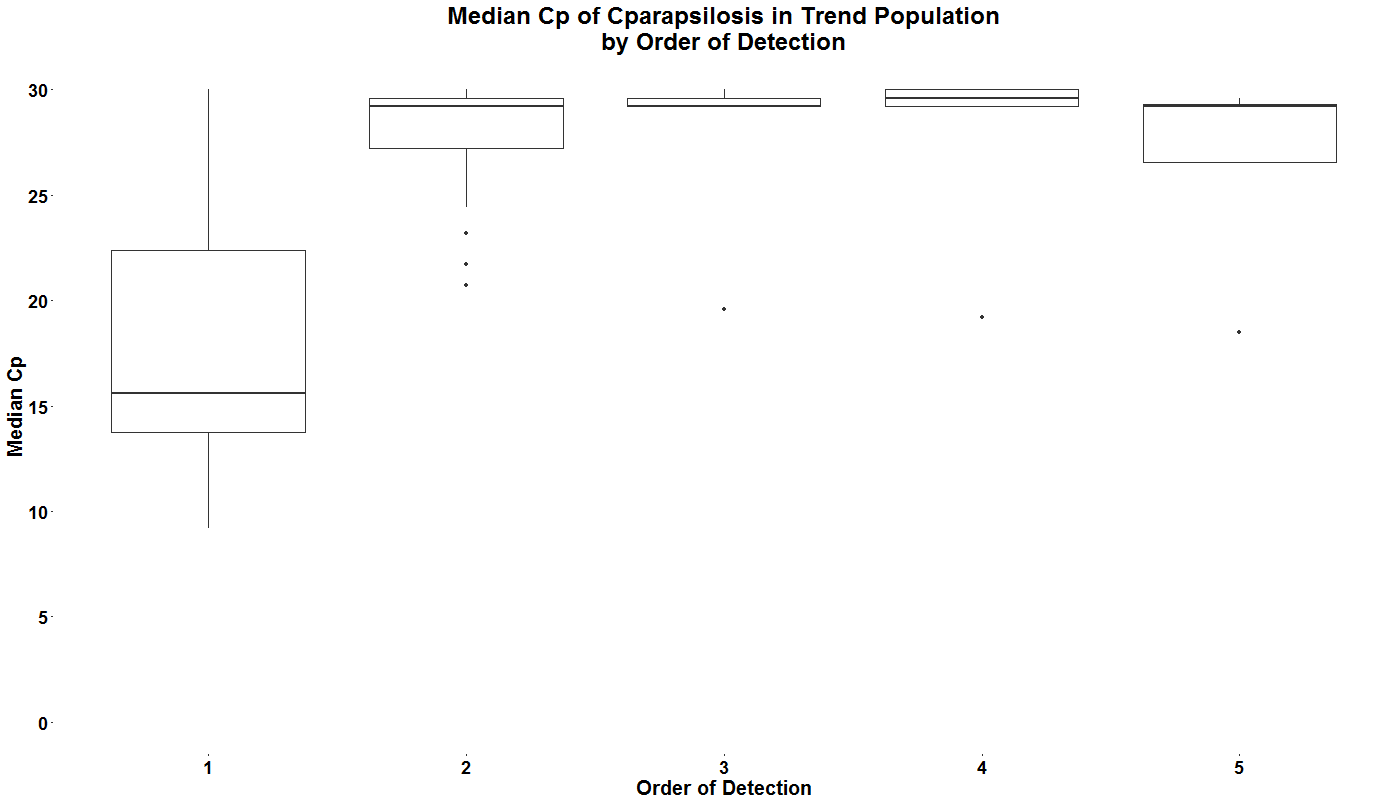 Median Cp of Cparapsilosis in Trend Population
by Order of Detection
30
25
20
15
10
5
0
Median Cp
1 2 3 4 5
Order of Detection